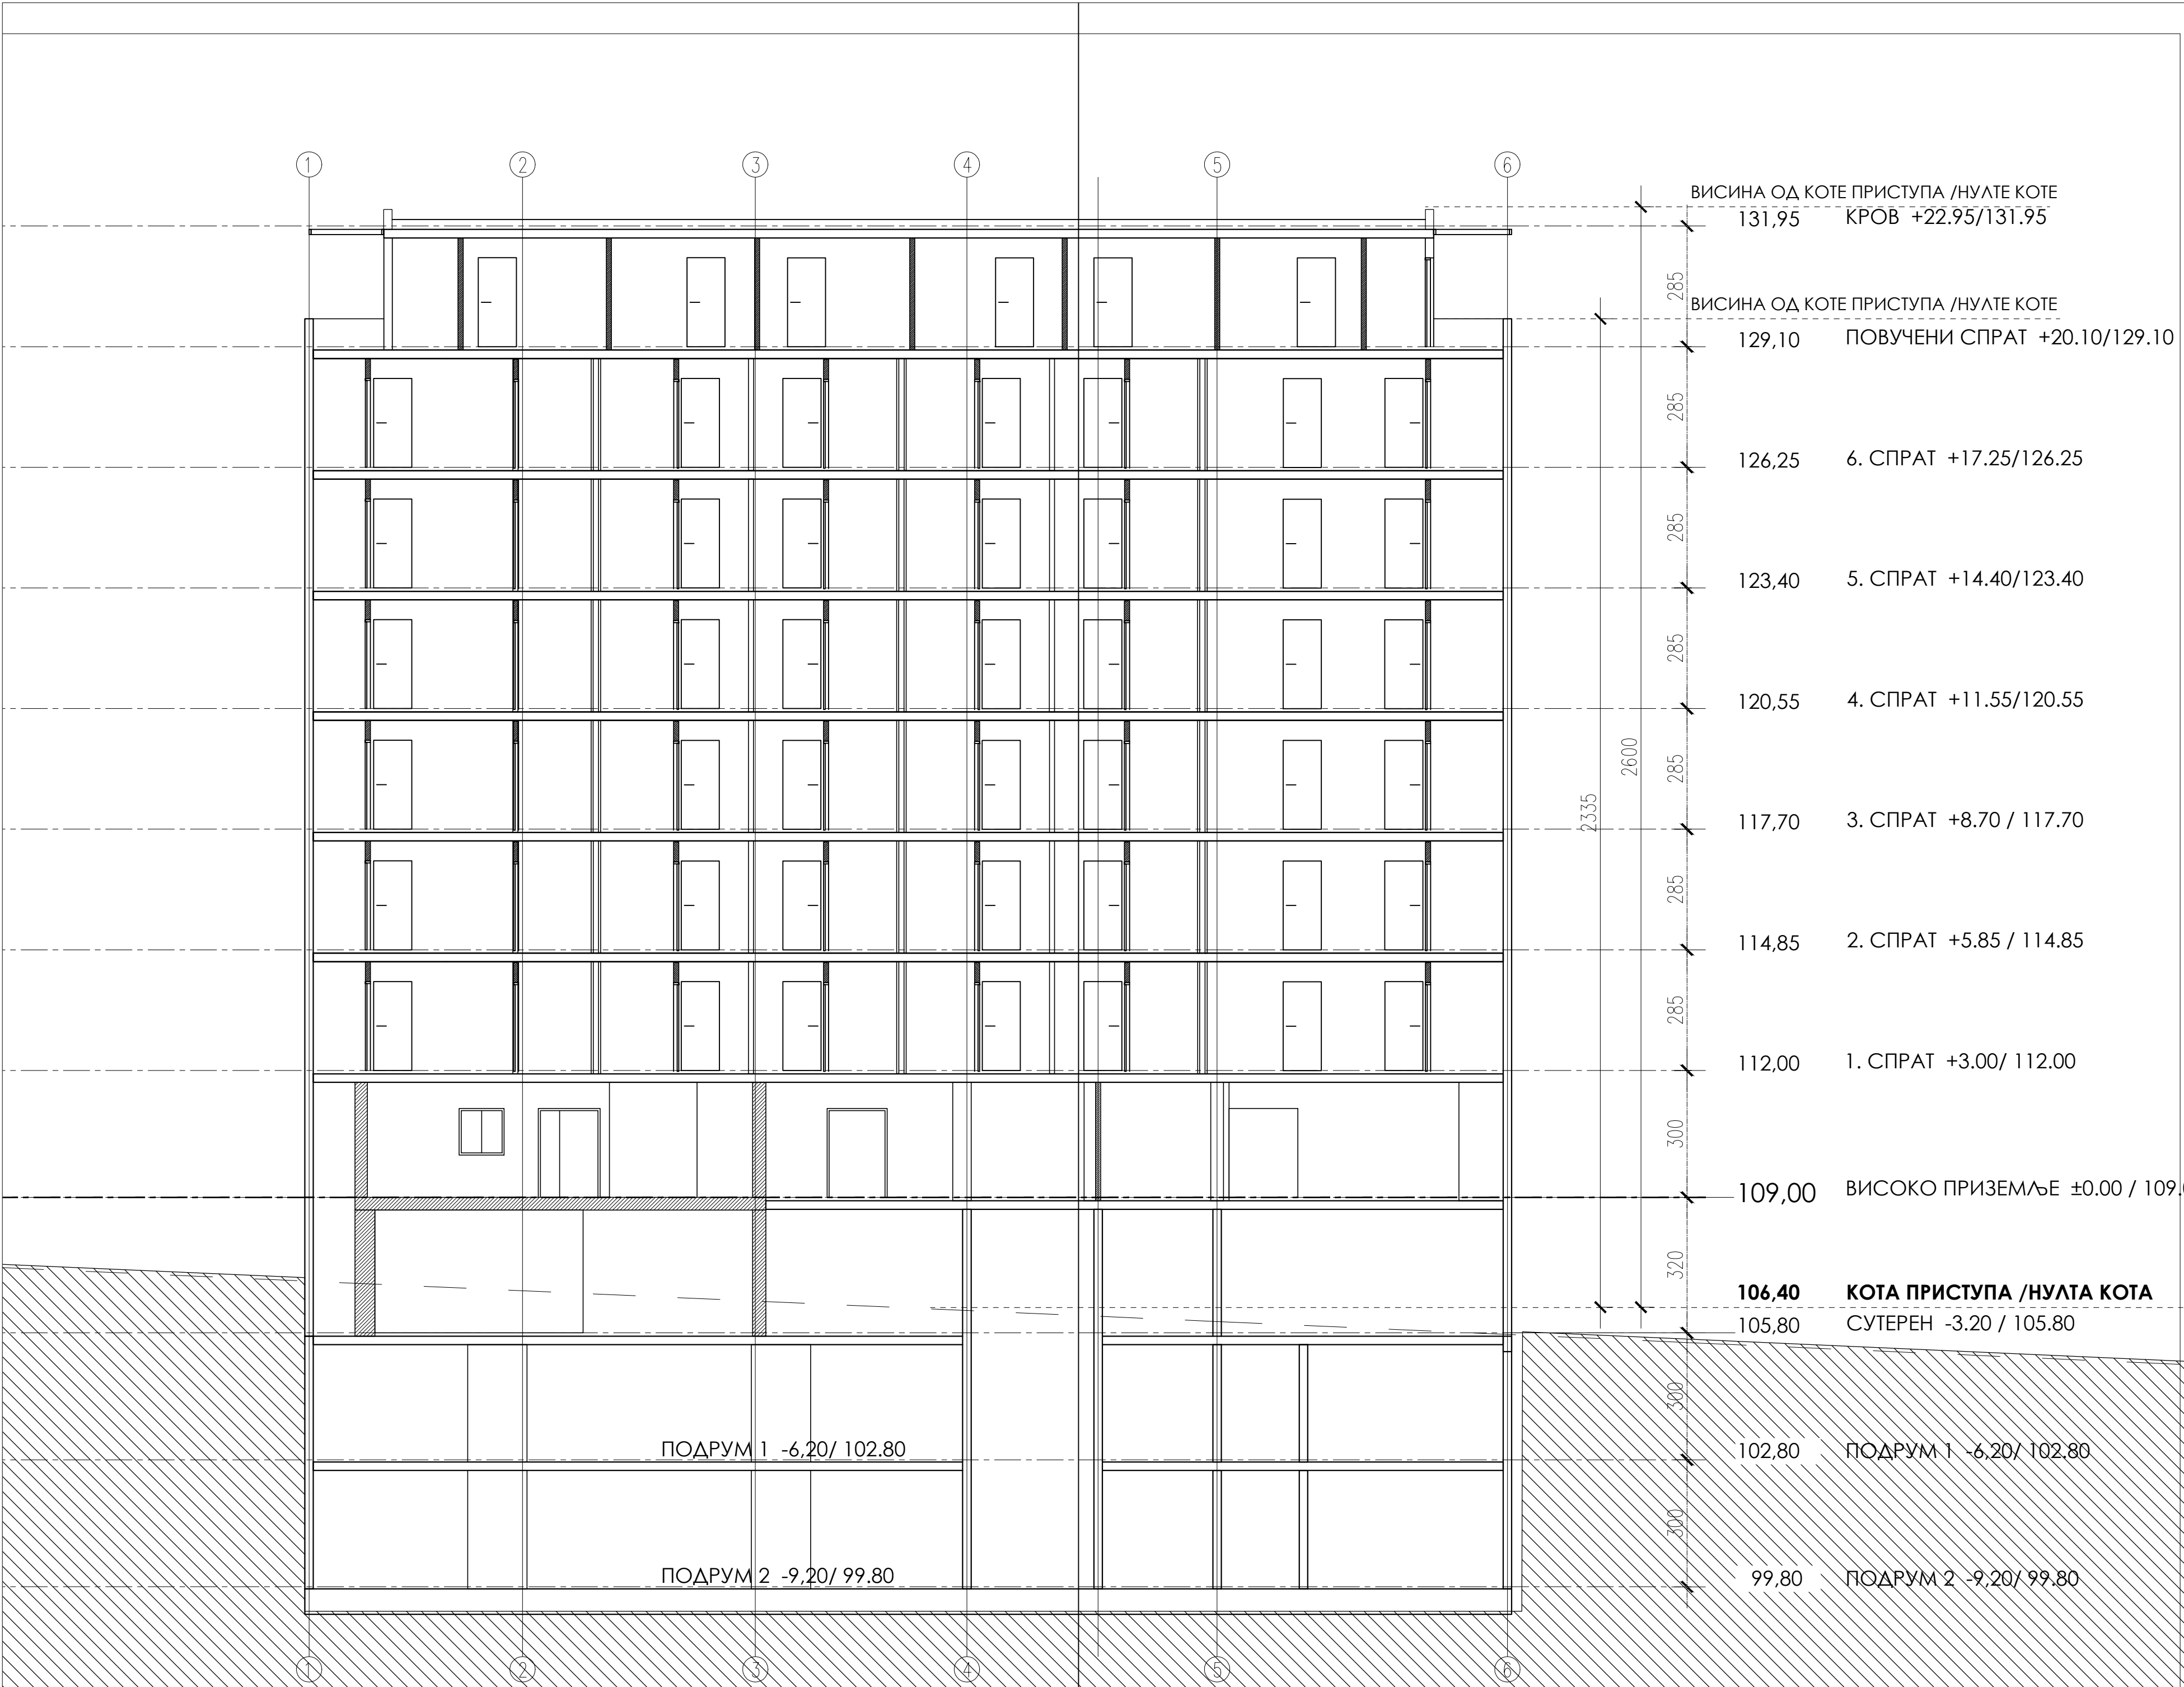 1 2 3 4 5 6
ВИСИНА ОД КОТЕ ПРИСТУПА /НУЛТЕ КОТЕ
131,95 КРОВ +22.95/131.95
285
ВИСИНА ОД КОТЕ ПРИСТУПА /НУЛТЕ КОТЕ
129,10 ПОВУЧЕНИ СПРАТ +20.10/129.10
285
126,25 6. СПРАТ +17.25/126.25
285
123,40 5. СПРАТ +14.40/123.40
285
120,55 4. СПРАТ +11.55/120.55
2600
285
2335
117,70 3. СПРАТ +8.70 / 117.70
285
114,85 2. СПРАТ +5.85 / 114.85
285
112,00 1. СПРАТ +3.00/ 112.00
300
109,00 ВИСОКО ПРИЗЕМЉЕ ±0.00 / 109.
320
106,40 КОТА ПРИСТУПА /НУЛТА КОТА
105,80 СУТЕРЕН -3.20 / 105.80
300
ПОДРУМ 1 -6,20/ 102.80
102,80 ПОДРУМ 1 -6,20/ 102.80
300
ПОДРУМ 2 -9,20/ 99.80
99,80 ПОДРУМ 2 -9,20/ 99.80
1 2 3 4 5 6